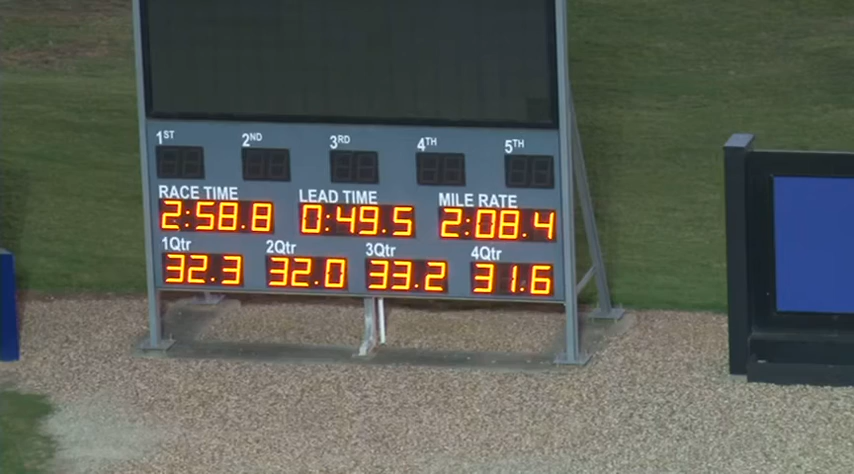 1ST 2ND 3RD 4TH 5TH
RACE TIME LEAD TIME MILE RATE
2:58.8 0:49.5 2:08.4
1Qtr 2Qtr 3Qtr 4Qtr
32.3 32.0 33.2 31.6